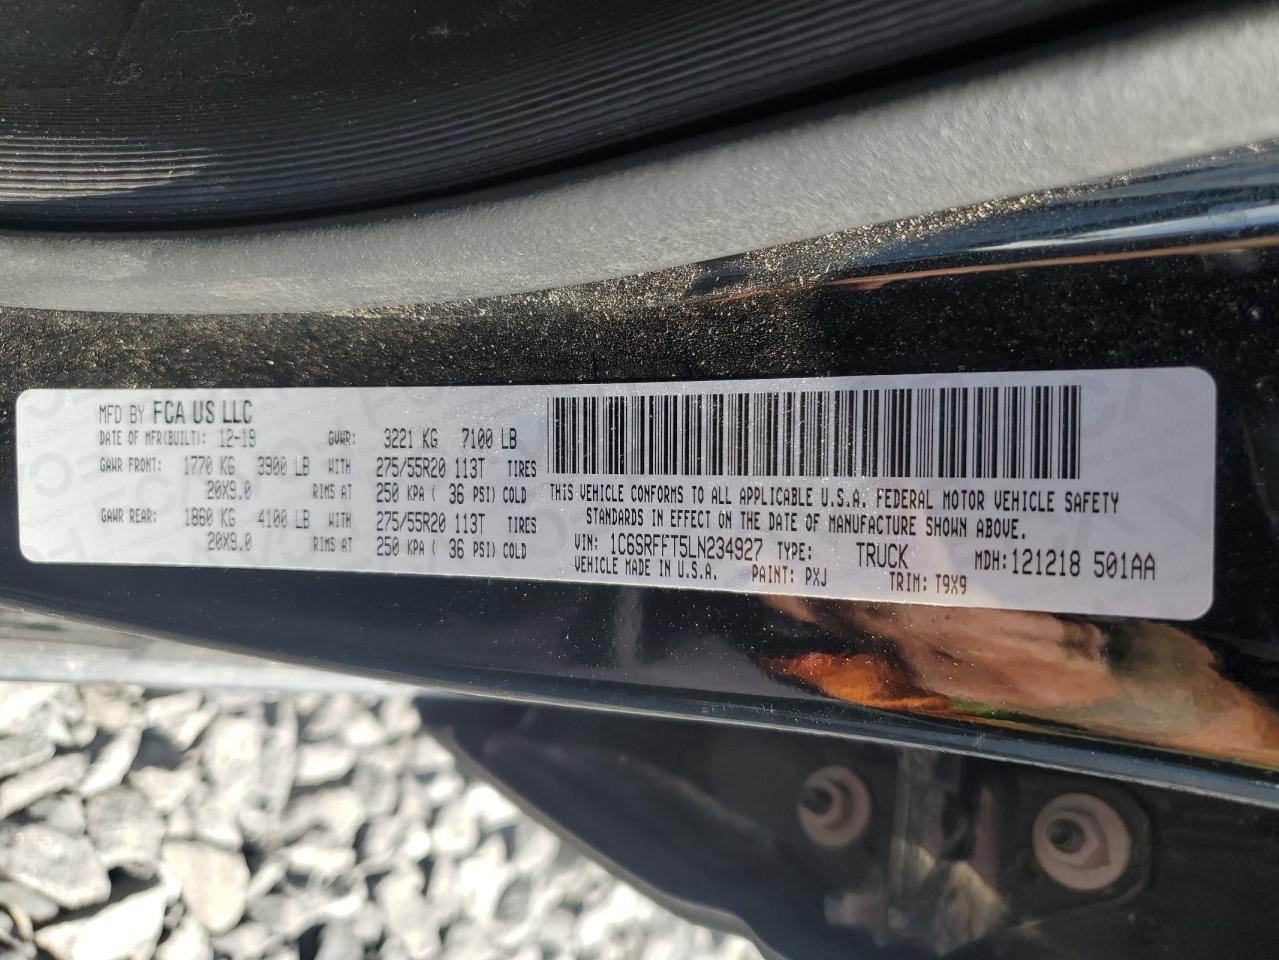 MFD BY FCA US LLC
DATE OF MFR(BUILT): 12-19 GVWR: 3221 KG 7100 LB
GAWR FRONT: 1770 KG 3900 LB WITH 275/55R20 113T TIRES
20X9.0 RIMS AT 250 KPA ( 36 PSI) COLD
GAWR REAR: 1860 KG 4100 LB WITH 275/55R20 113T TIRES
20X9.0 RIMS AT 250 KPA ( 36 PSI) COLD
THIS VEHICLE CONFORMS TO ALL APPLICABLE U.S.A. FEDERAL MOTOR VEHICLE SAFETY
STANDARDS IN EFFECT ON THE DATE OF MANUFACTURE SHOWN ABOVE.
VIN: 1C6SRFFT5LN234927 TYPE: TRUCK MDH: 121218 501AA
VEHICLE MADE IN U.S.A. PAINT: PXJ TRIM: T9X9